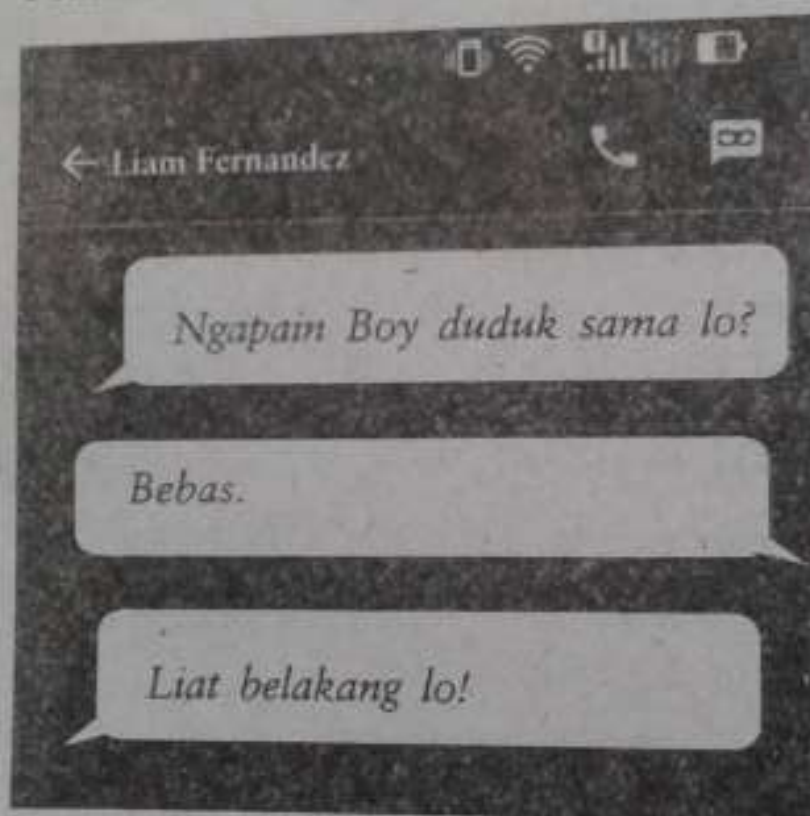 Liam Fernandez
Ngapain Boy duduk sama lo?
Bebas.
Liat belakang lo!